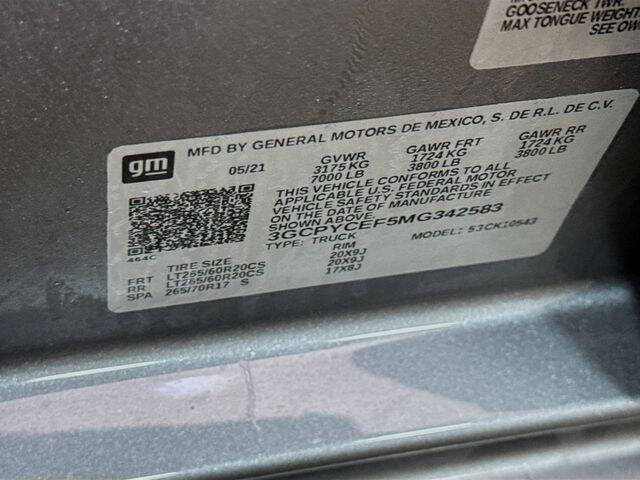 GOOSENECK TWR.
MAX TONGUE WEIGHT
SEE OW
gm
MFD BY GENERAL MOTORS DE MEXICO, S. DE R.L. DE C.V.
05/21 GVWR GAWR FRT GAWR RR
3175 KG 1724 KG 1724 KG
7000 LB 3800 LB 3800 LB
THIS VEHICLE CONFORMS TO ALL
APPLICABLE U.S. FEDERAL MOTOR
VEHICLE SAFETY STANDARDS IN EFFECT
ON THE DATE OF MANUFACTURE
SHOWN ABOVE.
3GCPYCEF5MG342583
TYPE: TRUCK MODEL: 53CK10543
464C
TIRE SIZE RIM
FRT LT265/60R20CS 20X9J
RR LT265/60R20CS 20X9J
SPA 265/70R17 S 17X8J